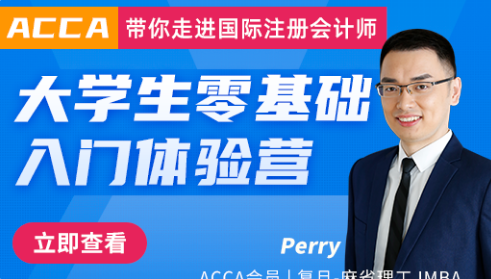 ACCA 带你走进国际注册会计师
大学生零基础
入门体验营
立即查看
Perry
ACCA会员 | 复旦-麻省理工 IMBA